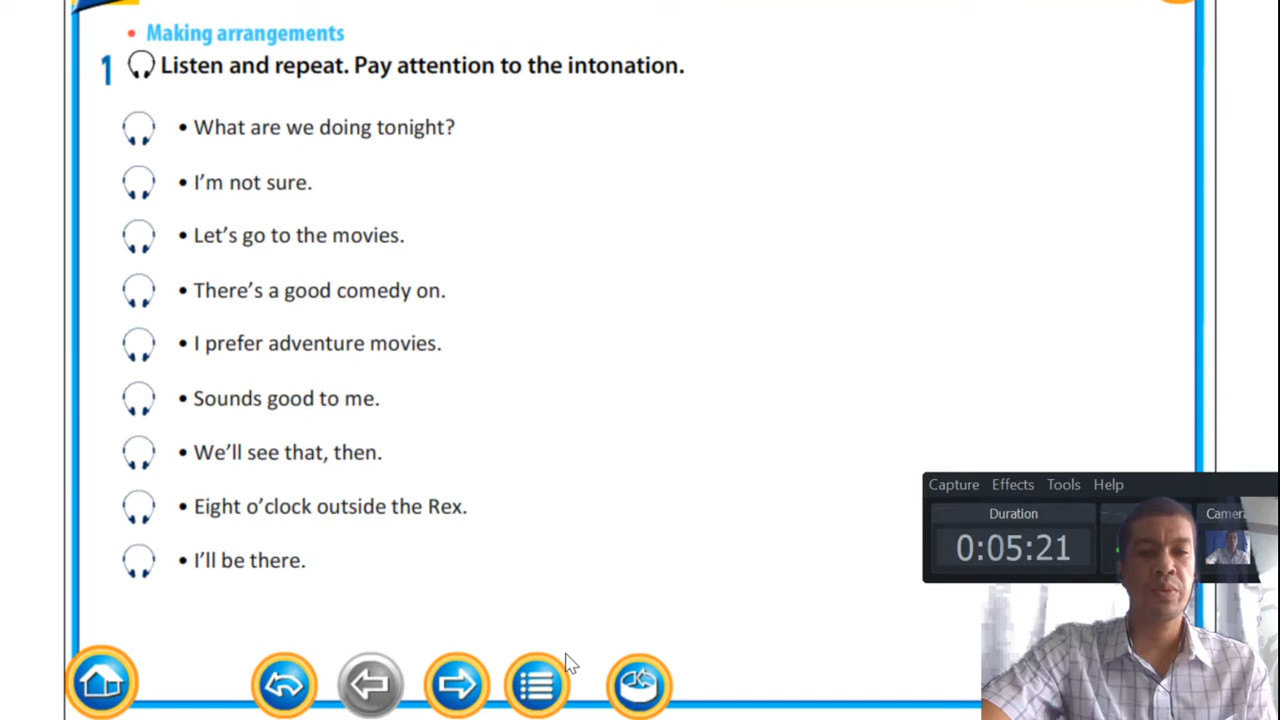 • Making arrangements
1 Listen and repeat. Pay attention to the intonation.
• What are we doing tonight?
• I'm not sure.
• Let's go to the movies.
• There's a good comedy on.
• I prefer adventure movies.
• Sounds good to me.
• We'll see that, then.
• Eight o'clock outside the Rex.
• I'll be there.
Capture Effects Tools Help
Duration
0:05:21